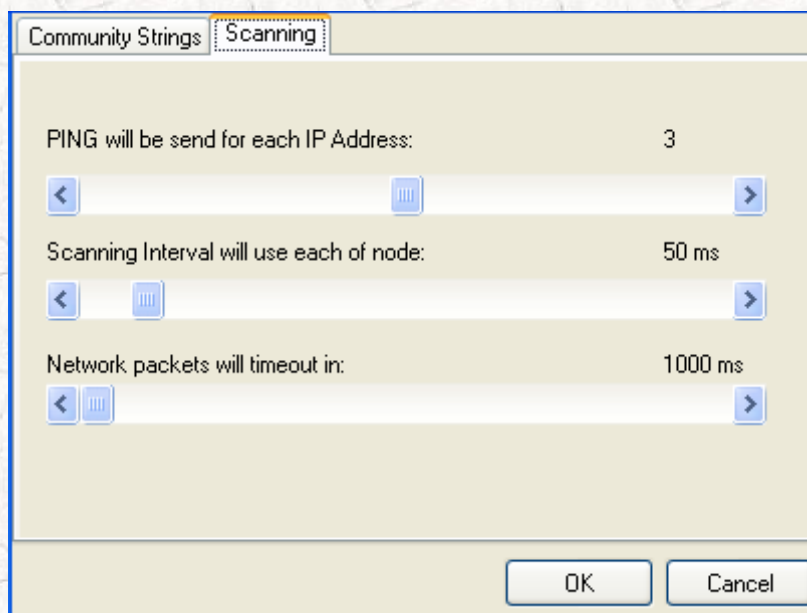 Community Strings
Scanning
PING will be send for each IP Address: 3
Scanning Interval will use each of node: 50 ms
Network packets will timeout in: 1000 ms
OK
Cancel